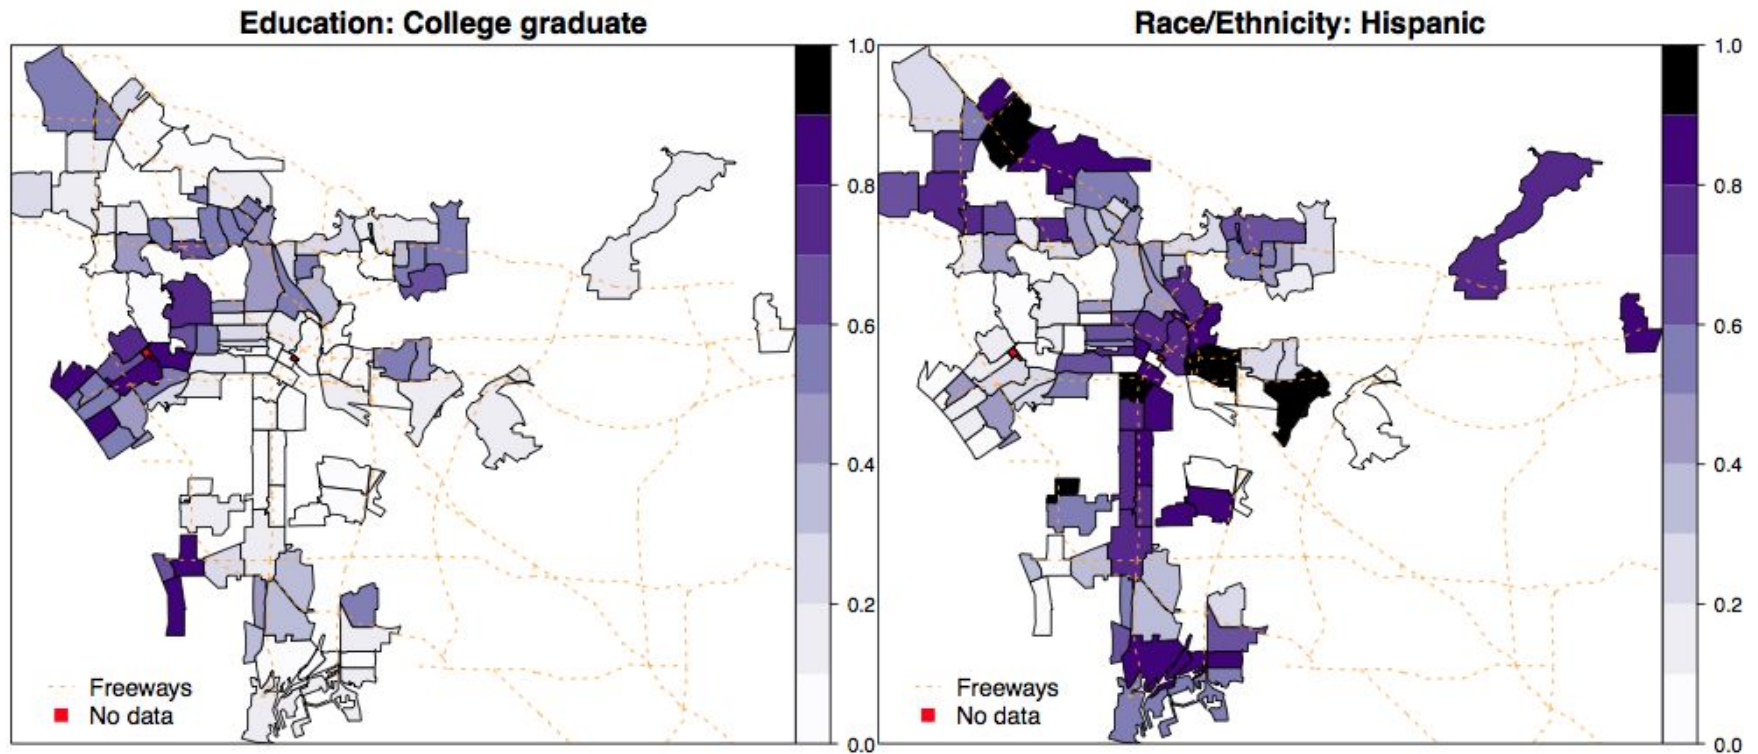 Education: College graduate
1.0
0.8
0.6
0.4
0.2
0.0
Freeways
No data
Race/Ethnicity: Hispanic
1.0
0.8
0.6
0.4
0.2
0.0
Freeways
No data